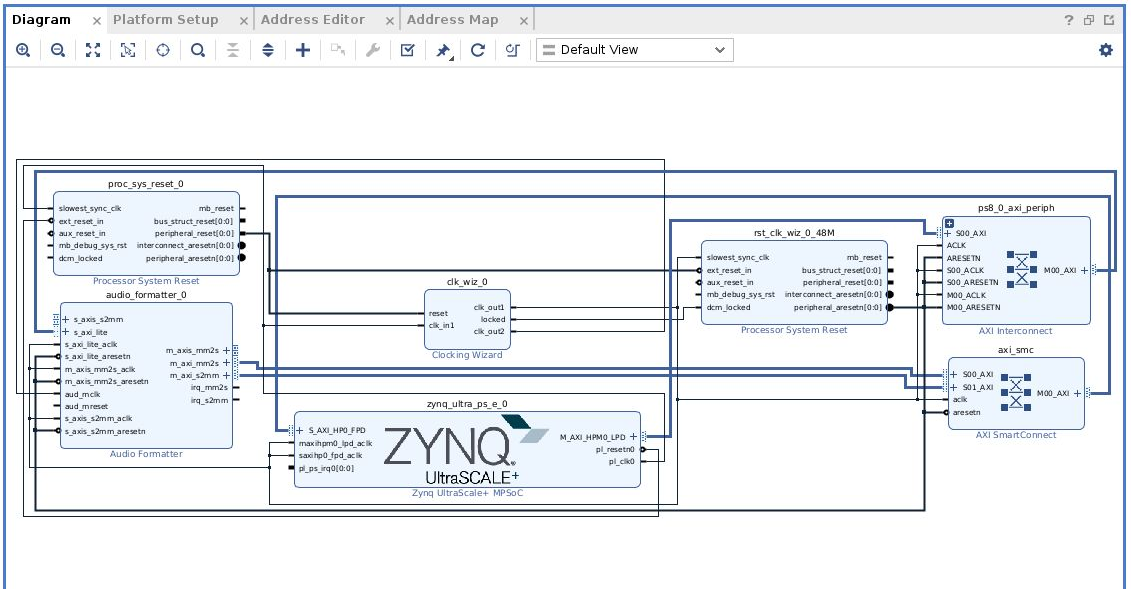 Diagram × Platform Setup × Address Editor × Address Map × ?
Default View
proc_sys_reset_0
slowest_sync_clk mb_reset
ext_reset_in bus_struct_reset[0:0]
aux_reset_in peripheral_reset[0:0]
mb_debug_sys_rst interconnect_aresetn[0:0]
dcm_locked peripheral_aresetn[0:0]
Processor System Reset
audio_formatter_0
s_axis_s2mm
s_axi_lite
s_axi_lite_aclk
s_axi_lite_aresetn
m_axis_mm2s_aclk
m_axis_mm2s_aresetn
aud_mclk
aud_mreset
s_axis_s2mm_aclk
s_axis_s2mm_aresetn
m_axis_mm2s
m_axi_mm2s
m_axi_s2mm
irq_mm2s
irq_s2mm
Audio Formatter
clk_wiz_0
reset
clk_in1
clk_out1
locked
clk_out2
Clocking Wizard
zynq_ultra_ps_e_0
S_AXI_HP0_FPD
maxihpm0_lpd_aclk
saxihp0_fpd_aclk
pl_ps_irq0[0:0]
ZYNQ
UltraSCALE+
M_AXI_HPM0_LPD
pl_resetn0
pl_clk0
Zynq UltraScale+ MPSoC
rst_clk_wiz_0_48M
slowest_sync_clk mb_reset
ext_reset_in bus_struct_reset[0:0]
aux_reset_in peripheral_reset[0:0]
mb_debug_sys_rst interconnect_aresetn[0:0]
dcm_locked peripheral_aresetn[0:0]
Processor System Reset
ps8_0_axi_periph
S00_AXI
ACLK
ARESETN
S00_ACLK
S00_ARESETN
M00_ACLK
M00_ARESETN
M00_AXI
AXI Interconnect
axi_smc
S00_AXI
S01_AXI
aclk
aresetn
M00_AXI
AXI SmartConnect